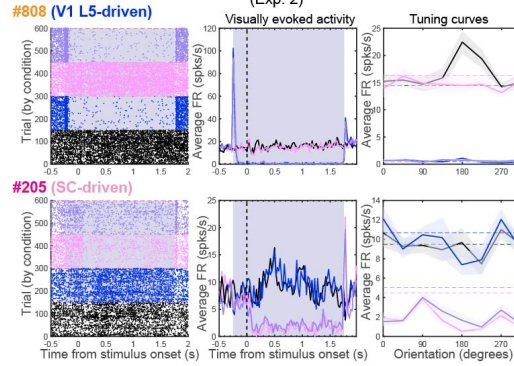 (Exp. 2)
#808 (V1 L5-driven)
Visually evoked activity
Tuning curves
Trial (by condition)
600
500
400
300
200
100
0
-0.5 0 0.5 1 1.5 2
Average FR (spks/s)
120
100
80
60
40
20
0
-0.5 0 0.5 1 1.5
Average FR (spks/s)
25
20
15
10
5
0
0 90 180 270
#205 (SC-driven)
Trial (by condition)
600
500
400
300
200
100
0
-0.5 0 0.5 1 1.5 2
Time from stimulus onset (s)
Average FR (spks/s)
25
20
15
10
5
0
-0.5 0 0.5 1 1.5
Time from stimulus onset (s)
Average FR (spks/s)
14
12
10
8
6
4
2
0
0 90 180 270
Orientation (degrees)